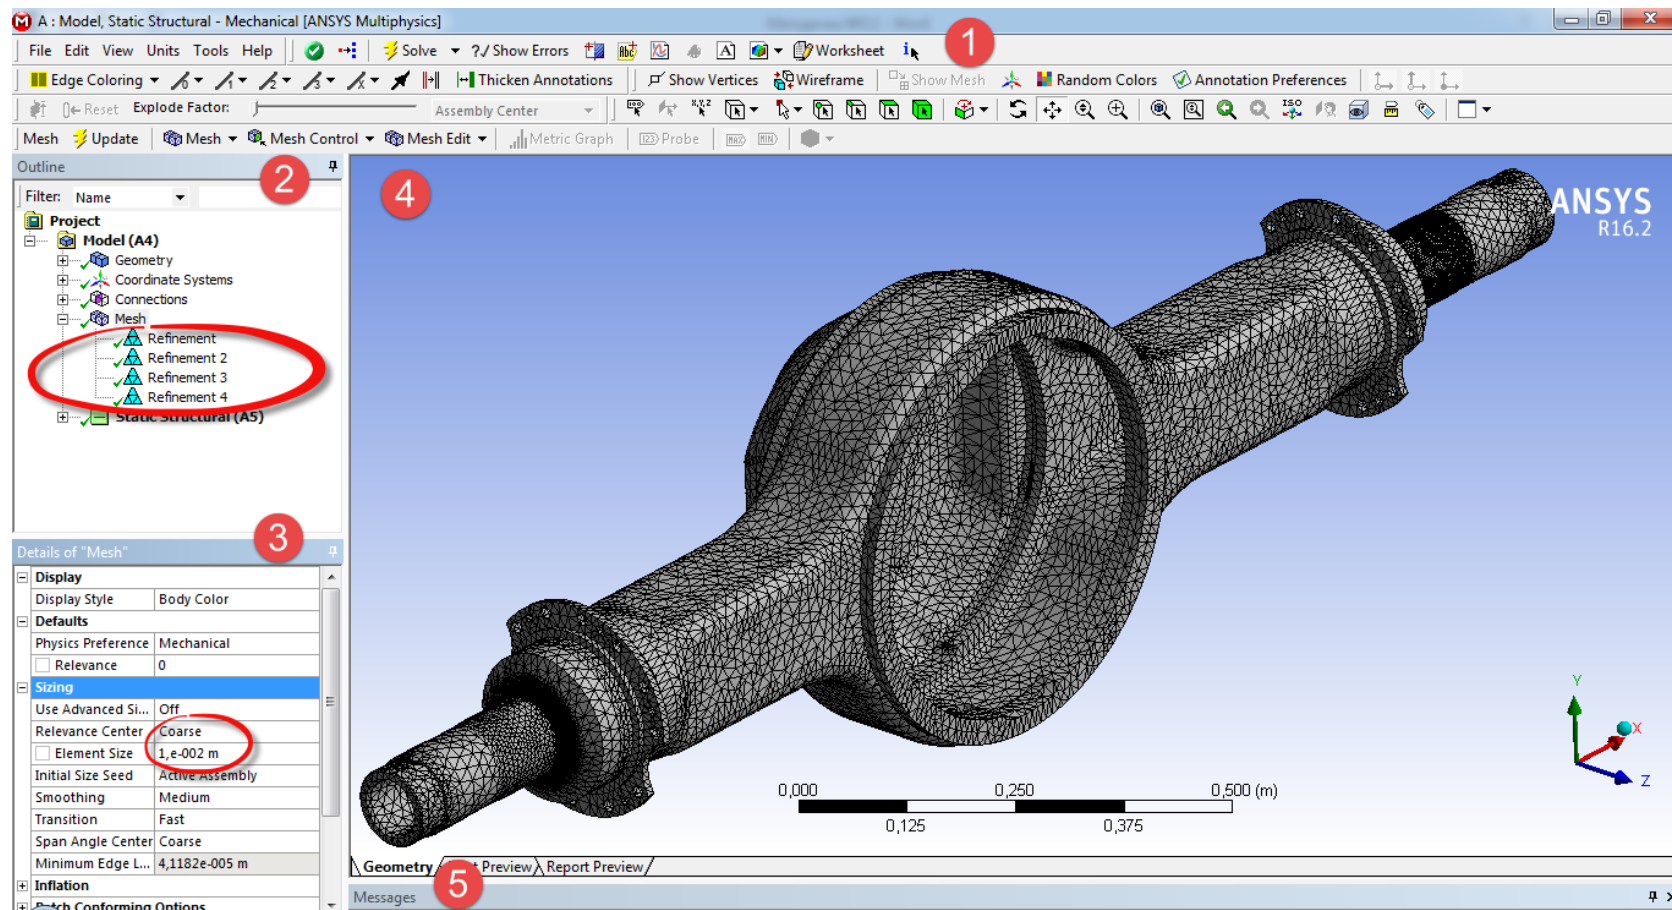 A : Model, Static Structural - Mechanical [ANSYS Multiphysics]
File Edit View Units Tools Help Solve ?/ Show Errors Worksheet 1
Edge Coloring Thicken Annotations Show Vertices Wireframe Show Mesh Random Colors Annotation Preferences
Reset Explode Factor: Assembly Center ISO
Mesh Update Mesh Mesh Control Mesh Edit Metric Graph Probe MAX MIN
Outline 2
Filter: Name
Project
Model (A4)
Geometry
Coordinate Systems
Connections
Mesh
Refinement
Refinement 2
Refinement 3
Refinement 4
Static Structural (A5)
Details of "Mesh" 3
Display
Display Style Body Color
Defaults
Physics Preference Mechanical
Relevance 0
Sizing
Use Advanced Si... Off
Relevance Center Coarse
Element Size 1,e-002 m
Initial Size Seed Active Assembly
Smoothing Medium
Transition Fast
Span Angle Center Coarse
Minimum Edge L... 4,1182e-005 m
Inflation
Options
4
ANSYS
R16.2
Y
X
Z
0,000 0,250 0,500 (m)
0,125 0,375
Geometry Preview Report Preview
5
Messages